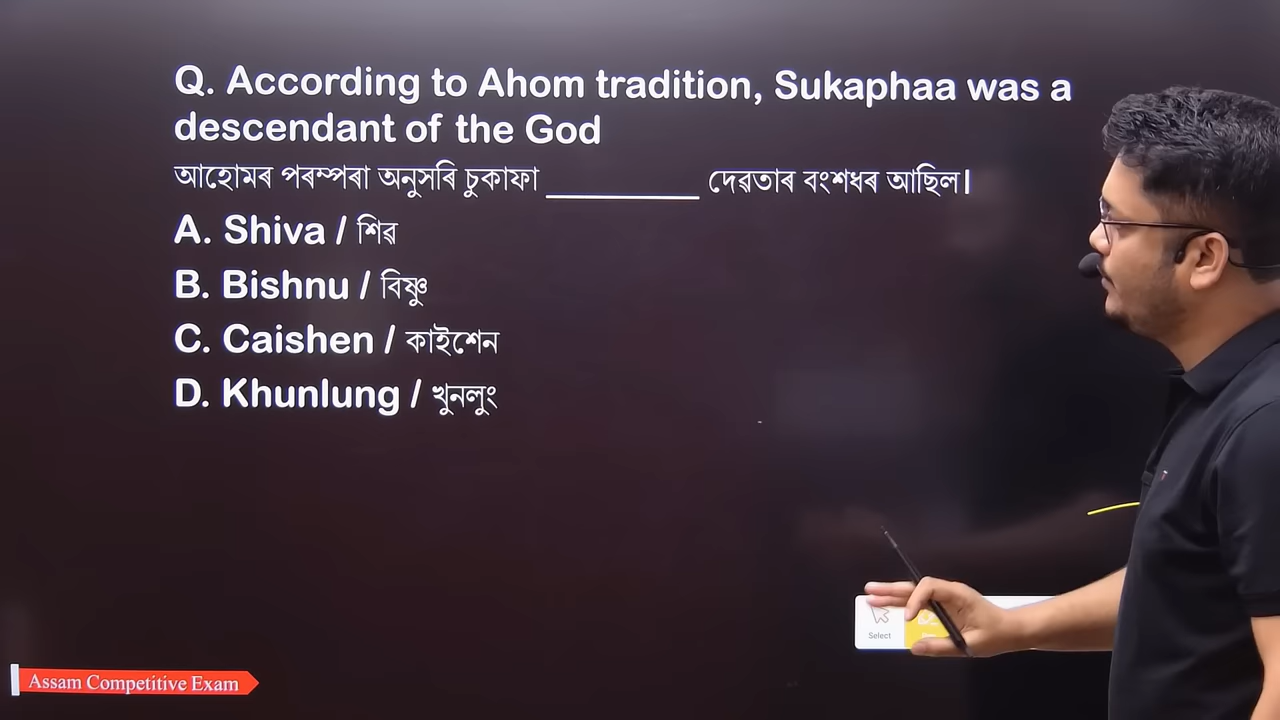 Q. According to Ahom tradition, Sukaphaa was a
descendant of the God
আহোমৰ পৰম্পৰা অনুসৰি চুকাফা ________ দেৱতাৰ বংশধৰ আছিল।
A. Shiva / শিৱ
B. Bishnu / বিষ্ণু
C. Caishen / কাইশেন
D. Khunlung / খুনলুং
Select
Assam Competitive Exam